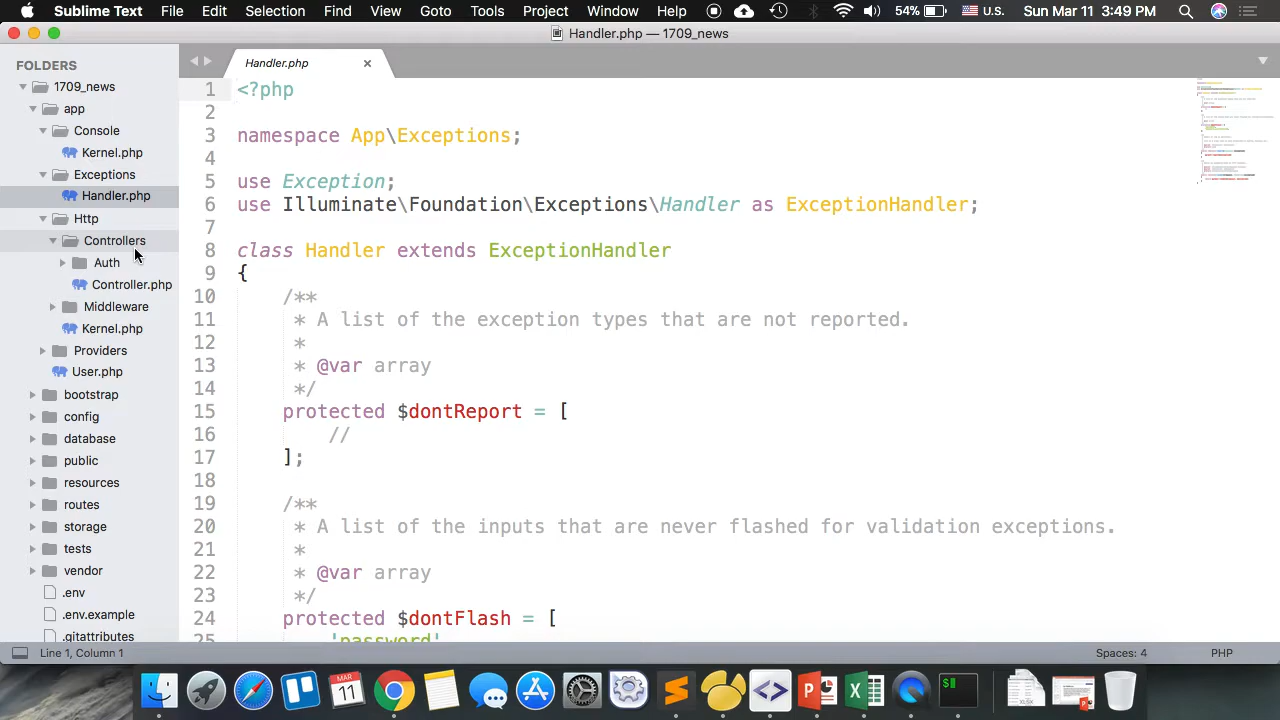 Sublime Text File Edit Selection Find View Goto Tools Project Window Help 54% U.S. Sun Mar 11 3:49 PM
Handler.php — 1709_news
FOLDERS
1709_news
app
Console
Kernel.php
Exceptions
Handler.php
Http
Controllers
Auth
Controller.php
Middleware
Kernel.php
Providers
User.php
bootstrap
config
database
public
resources
routes
storage
tests
vendor
.env
.env.example
.gitattributes
Handler.php
1 <?php
2
3 namespace App\Exceptions;
4
5 use Exception;
6 use Illuminate\Foundation\Exceptions\Handler as ExceptionHandler;
7
8 class Handler extends ExceptionHandler
9 {
10 /**
11 * A list of the exception types that are not reported.
12 *
13 * @var array
14 */
15 protected $dontReport = [
16 //
17 ];
18
19 /**
20 * A list of the inputs that are never flashed for validation exceptions.
21 *
22 * @var array
23 */
24 protected $dontFlash = [
25 'password'
Line 1, Column 1
Spaces: 4
PHP
MAR
11